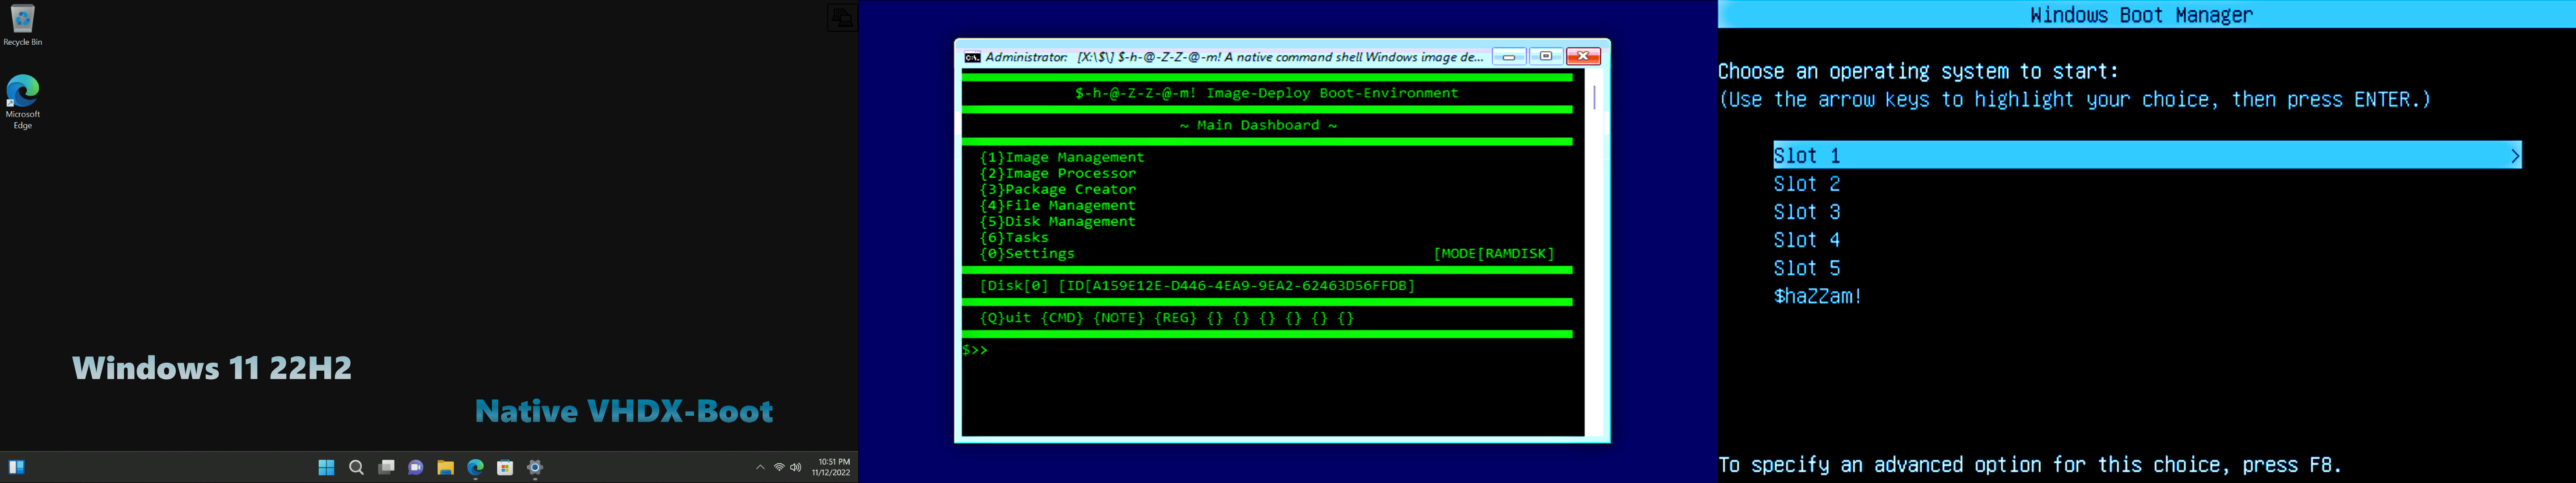 Recycle Bin
Microsoft
Edge
Windows 11 22H2
Native VHDX-Boot
10:51 PM
11/12/2022
Administrator: [X:\$\] $-h-@-Z-Z-@-m! A native command shell Windows image de...
$-h-@-Z-Z-@-m! Image-Deploy Boot-Environment
~ Main Dashboard ~
{1}Image Management
{2}Image Processor
{3}Package Creator
{4}File Management
{5}Disk Management
{6}Tasks
{0}Settings [MODE[RAMDISK]
[Disk[0] [ID[A159E12E-D446-4EA9-9EA2-62463D56FFDB]
{Q}uit {CMD} {NOTE} {REG} {} {} {} {} {} {}
$>>
Windows Boot Manager
Choose an operating system to start:
(Use the arrow keys to highlight your choice, then press ENTER.)
Slot 1 >
Slot 2
Slot 3
Slot 4
Slot 5
$haZZam!
To specify an advanced option for this choice, press F8.